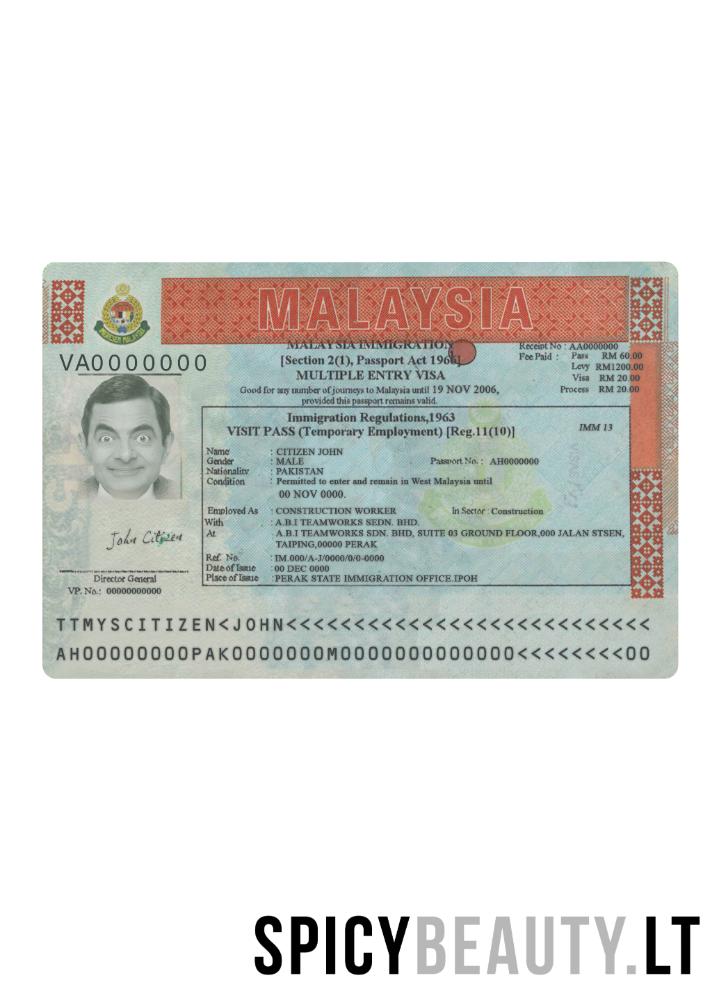 MALAYSIA
MALAYSIA IMMIGRATION
[Section 2(1), Passport Act 1966]
MULTIPLE ENTRY VISA
Good for any number of journeys to Malaysia until 19 NOV 2006,
provided this passport remains valid.
Receipt No : AA0000000
Fee Paid : Pass RM 60.00
Levy RM1200.00
Visa RM 20.00
Process RM 20.00
VA0000000
Immigration Regulations,1963
VISIT PASS (Temporary Employment) [Reg.11(10)]
IMM 13
Name : CITIZEN JOHN
Gender : MALE Passport No. : AH0000000
Nationality : PAKISTAN
Condition : Permitted to enter and remain in West Malaysia until
00 NOV 0000.
Employed As : CONSTRUCTION WORKER In Sector : Construction
With : A.B.I TEAMWORKS SEDN. BHD.
At : A.B.I TEAMWORKS SDN. BHD, SUITE 03 GROUND FLOOR,000 JALAN STSEN,
TAIPING,00000 PERAK
Ref. No. : IM.000/A-J/0000/0/0-0000
Date of Issue : 00 DEC 0000
Place of Issue : PERAK STATE IMMIGRATION OFFICE.IPOH
John Citizen
Director General
VP. No.: 00000000000
TTMYSCITIZEN<JOHN<<<<<<<<<<<<<<<<<<<<<<<<<<<
AH00000000PAK0000000M00000000000000<<<<<<<<00
SPICYBEAUTY.LT